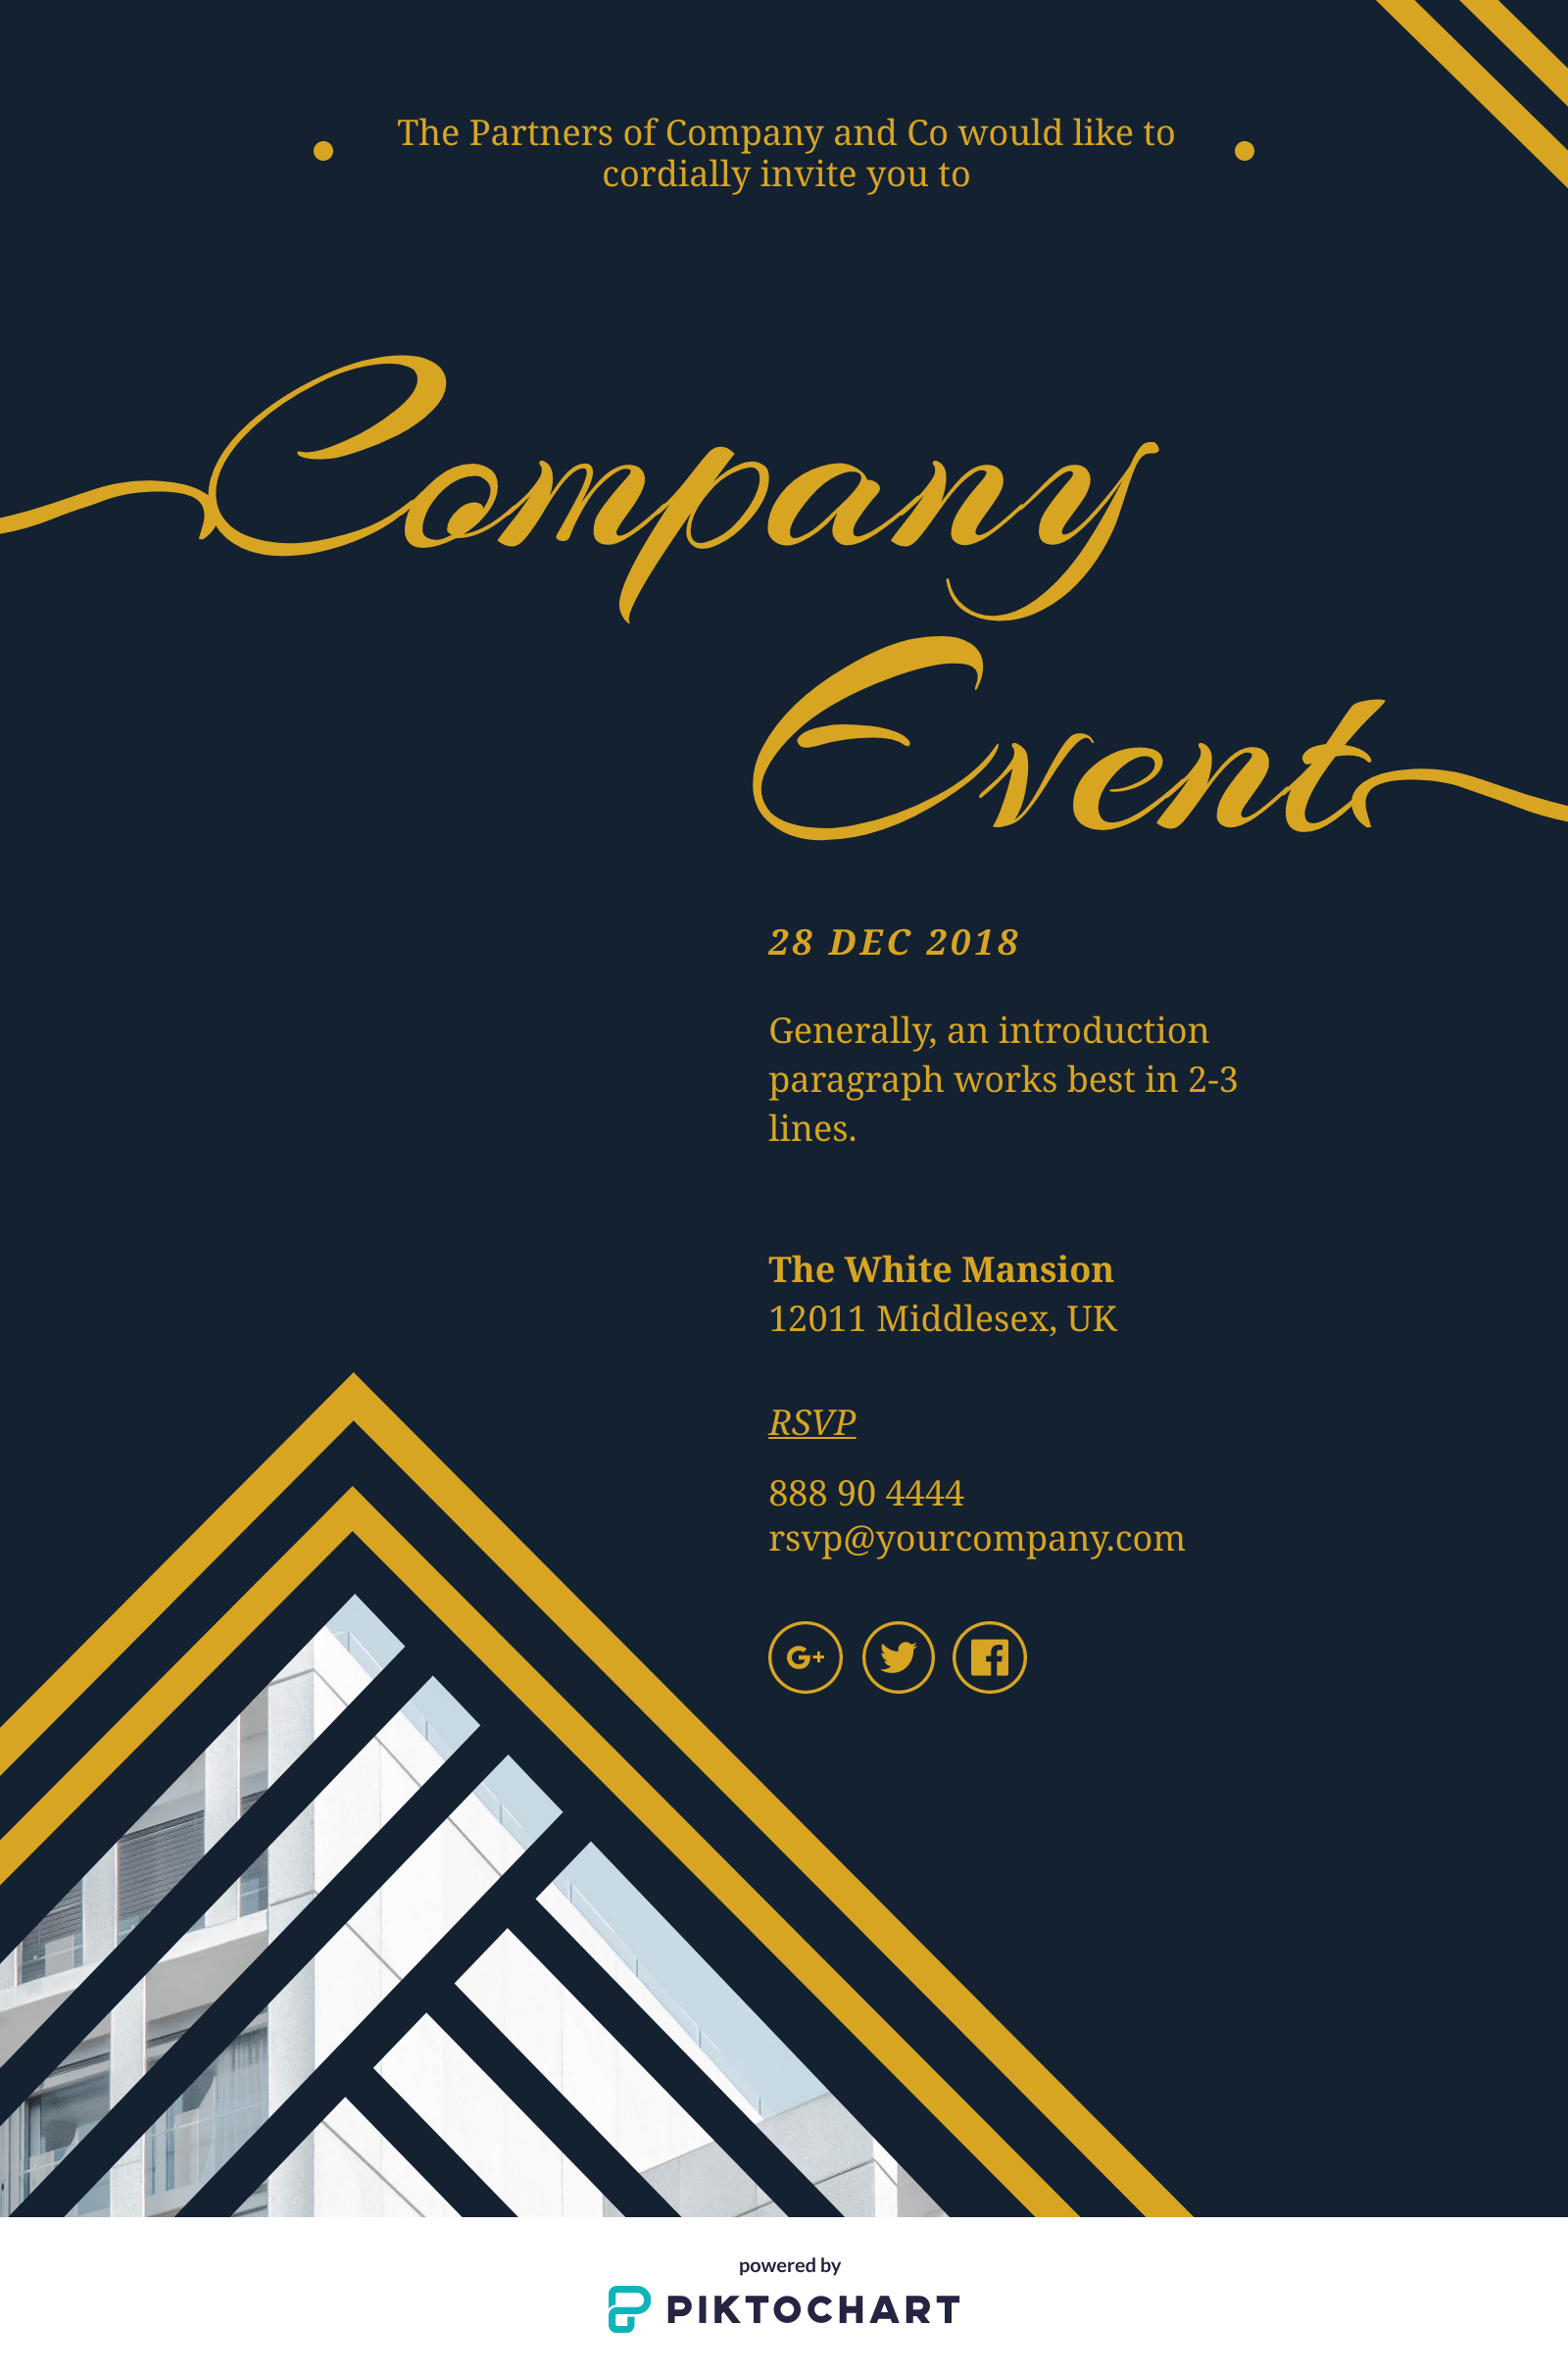 The Partners of Company and Co would like to
cordially invite you to
Company
Event
28 DEC 2018
Generally, an introduction
paragraph works best in 2-3
lines.
The White Mansion
12011 Middlesex, UK
RSVP
888 90 4444
rsvp@yourcompany.com
G+
powered by
PIKTOCHART